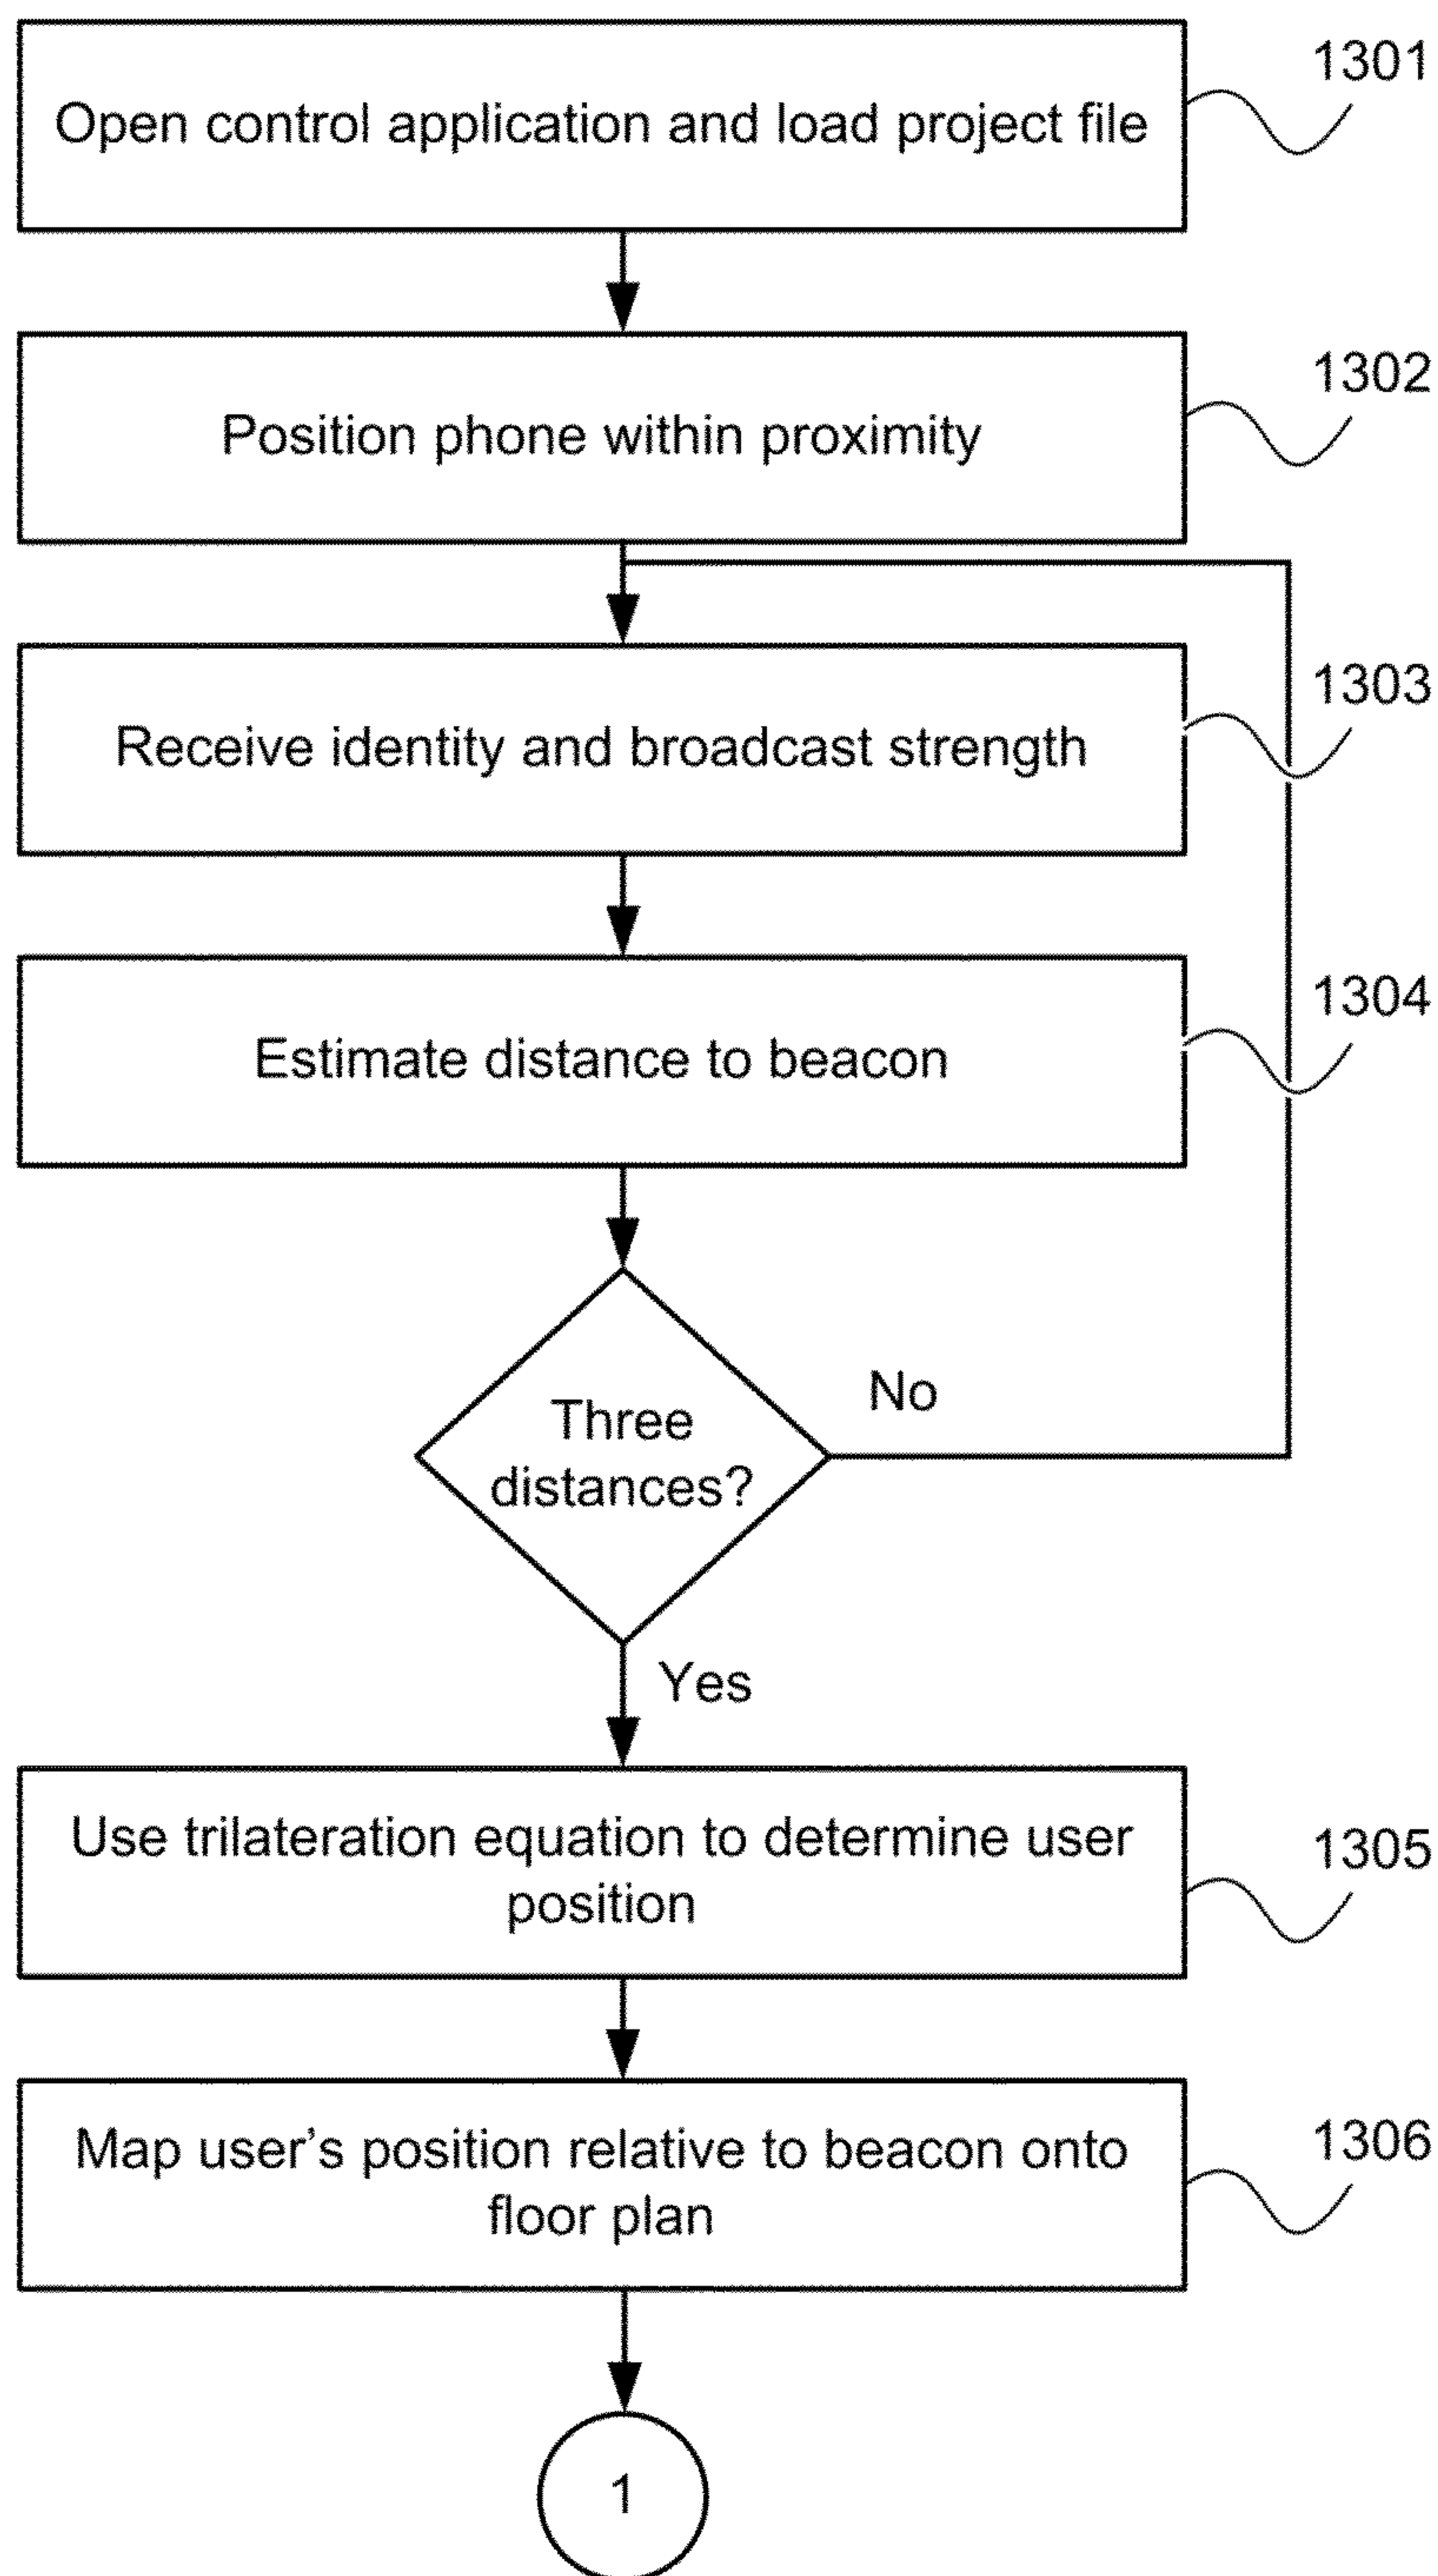 Open control application and load project file
1301
Position phone within proximity
1302
Receive identity and broadcast strength
1303
Estimate distance to beacon
1304
Three
distances?
No
Yes
Use trilateration equation to determine user
position
1305
Map user’s position relative to beacon onto
floor plan
1306
1